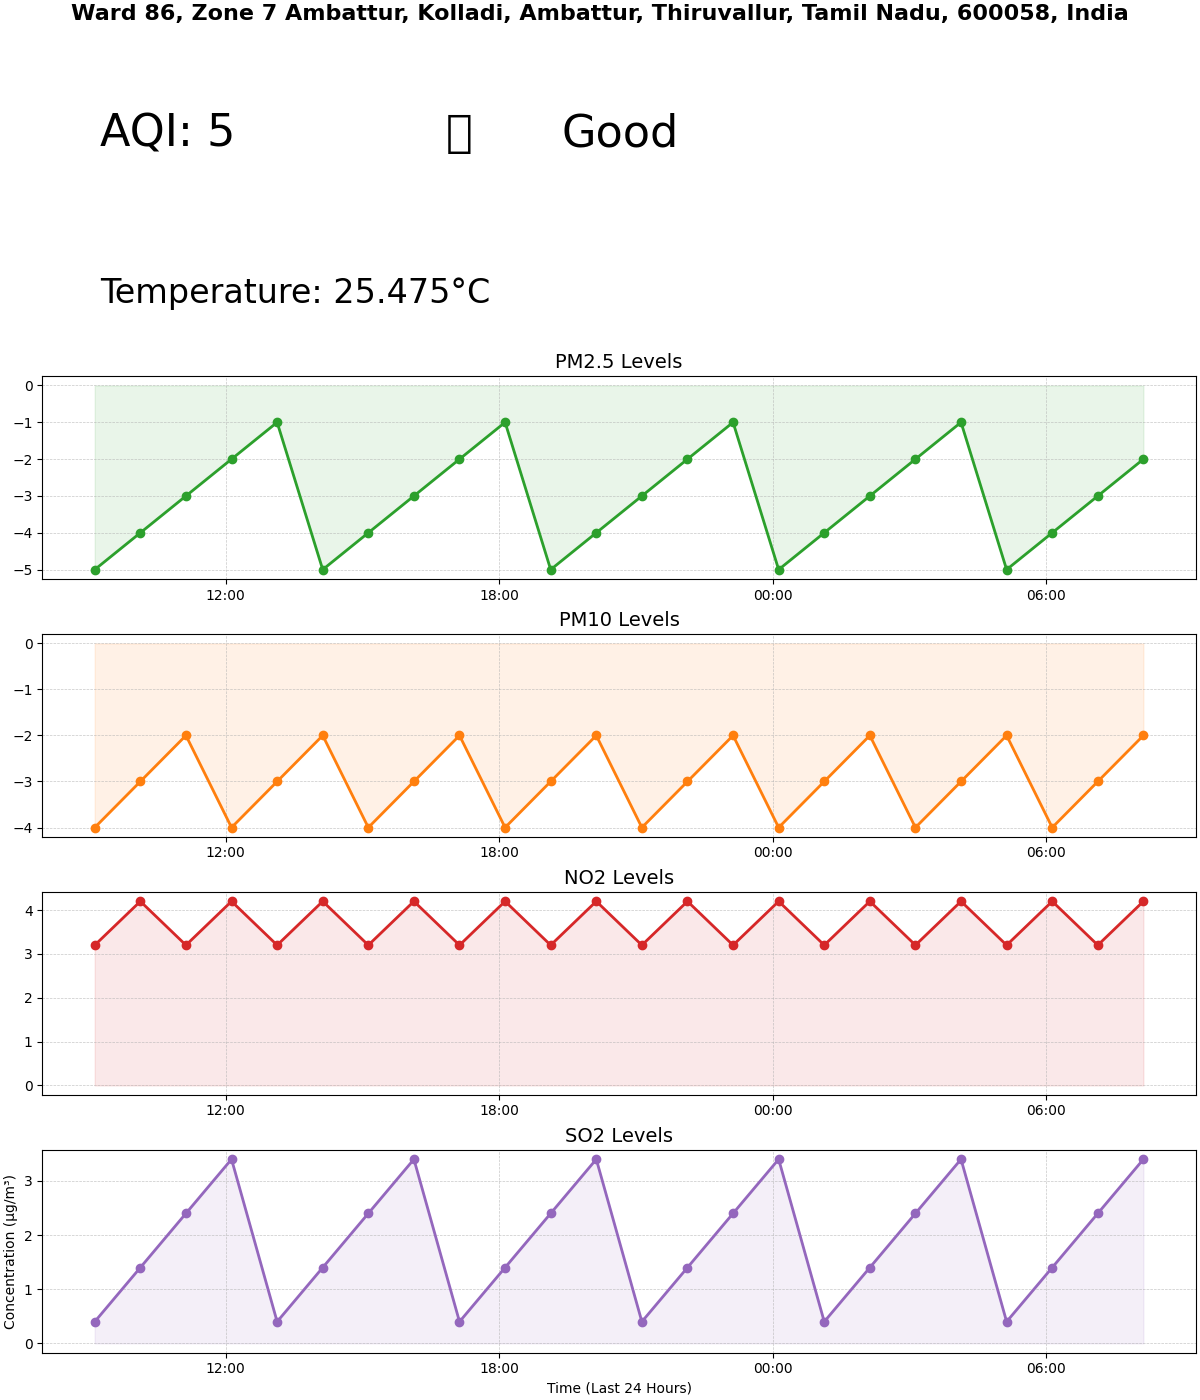 Ward 86, Zone 7 Ambattur, Kolladi, Ambattur, Thiruvallur, Tamil Nadu, 600058, India
AQI: 5 Good
Temperature: 25.475°C
PM2.5 Levels
0
−1
−2
−3
−4
−5
12:00 18:00 00:00 06:00
PM10 Levels
0
−1
−2
−3
−4
12:00 18:00 00:00 06:00
NO2 Levels
4
3
2
1
0
12:00 18:00 00:00 06:00
SO2 Levels
Concentration (μg/m³)
3
2
1
0
12:00 18:00 00:00 06:00
Time (Last 24 Hours)